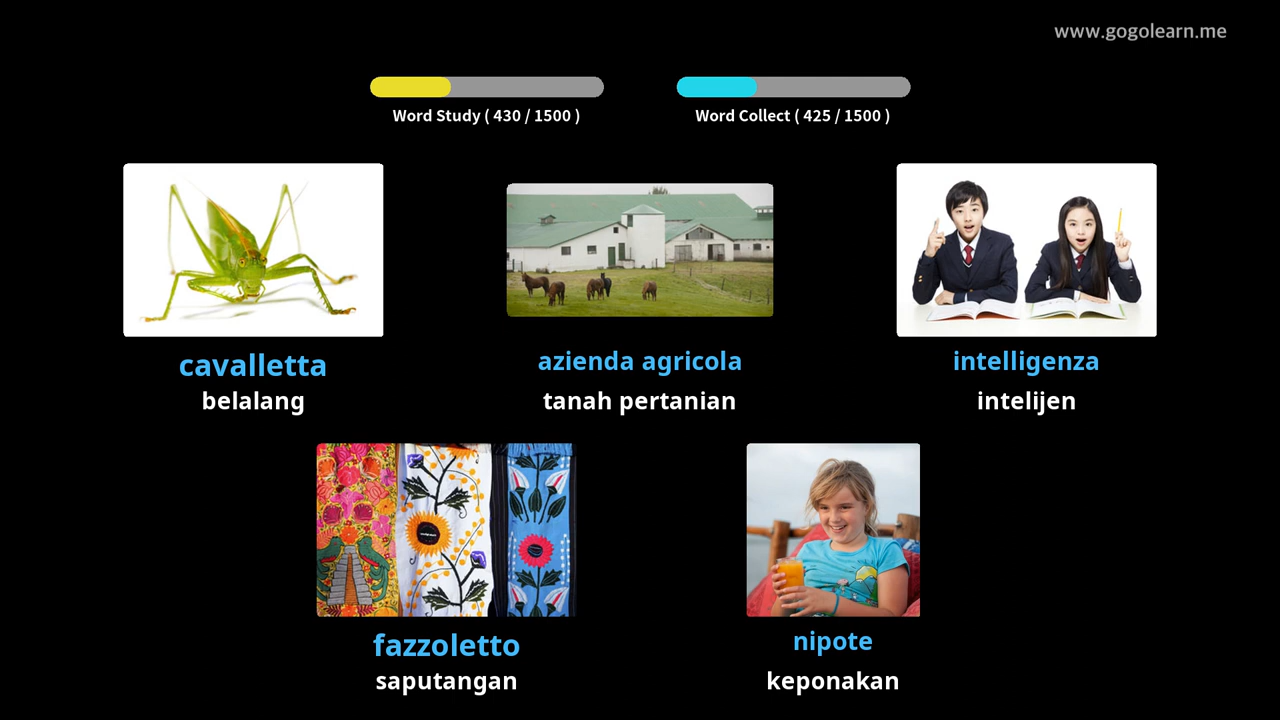 www.gogolearn.me
Word Study ( 430 / 1500 )
Word Collect ( 425 / 1500 )
cavalletta
belalang
azienda agricola
tanah pertanian
intelligenza
intelijen
fazzoletto
saputangan
nipote
keponakan